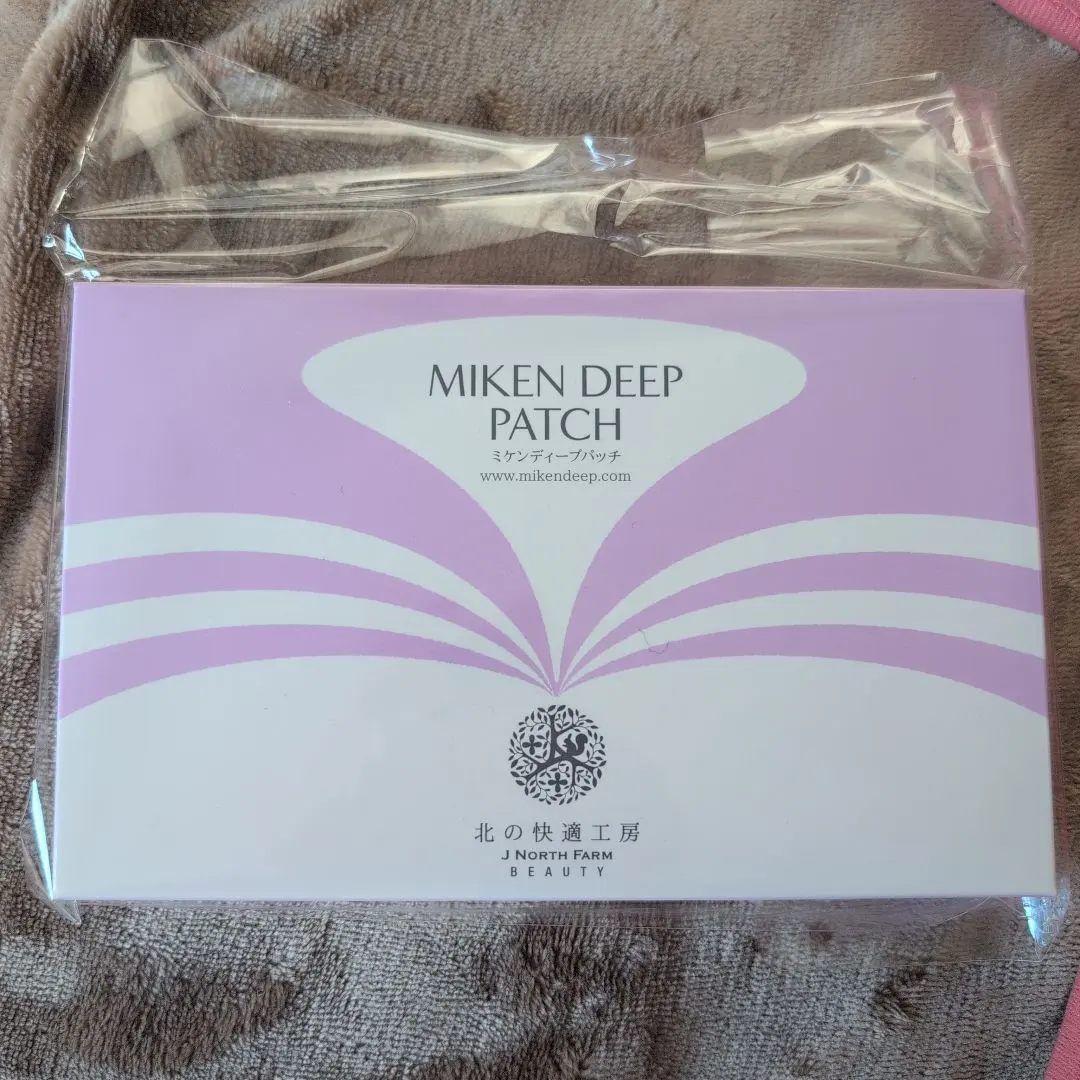 MIKEN DEEP
PATCH
ミケンディープパッチ
www.mikendeep.com
北の快適工房
J NORTH FARM
BEAUTY